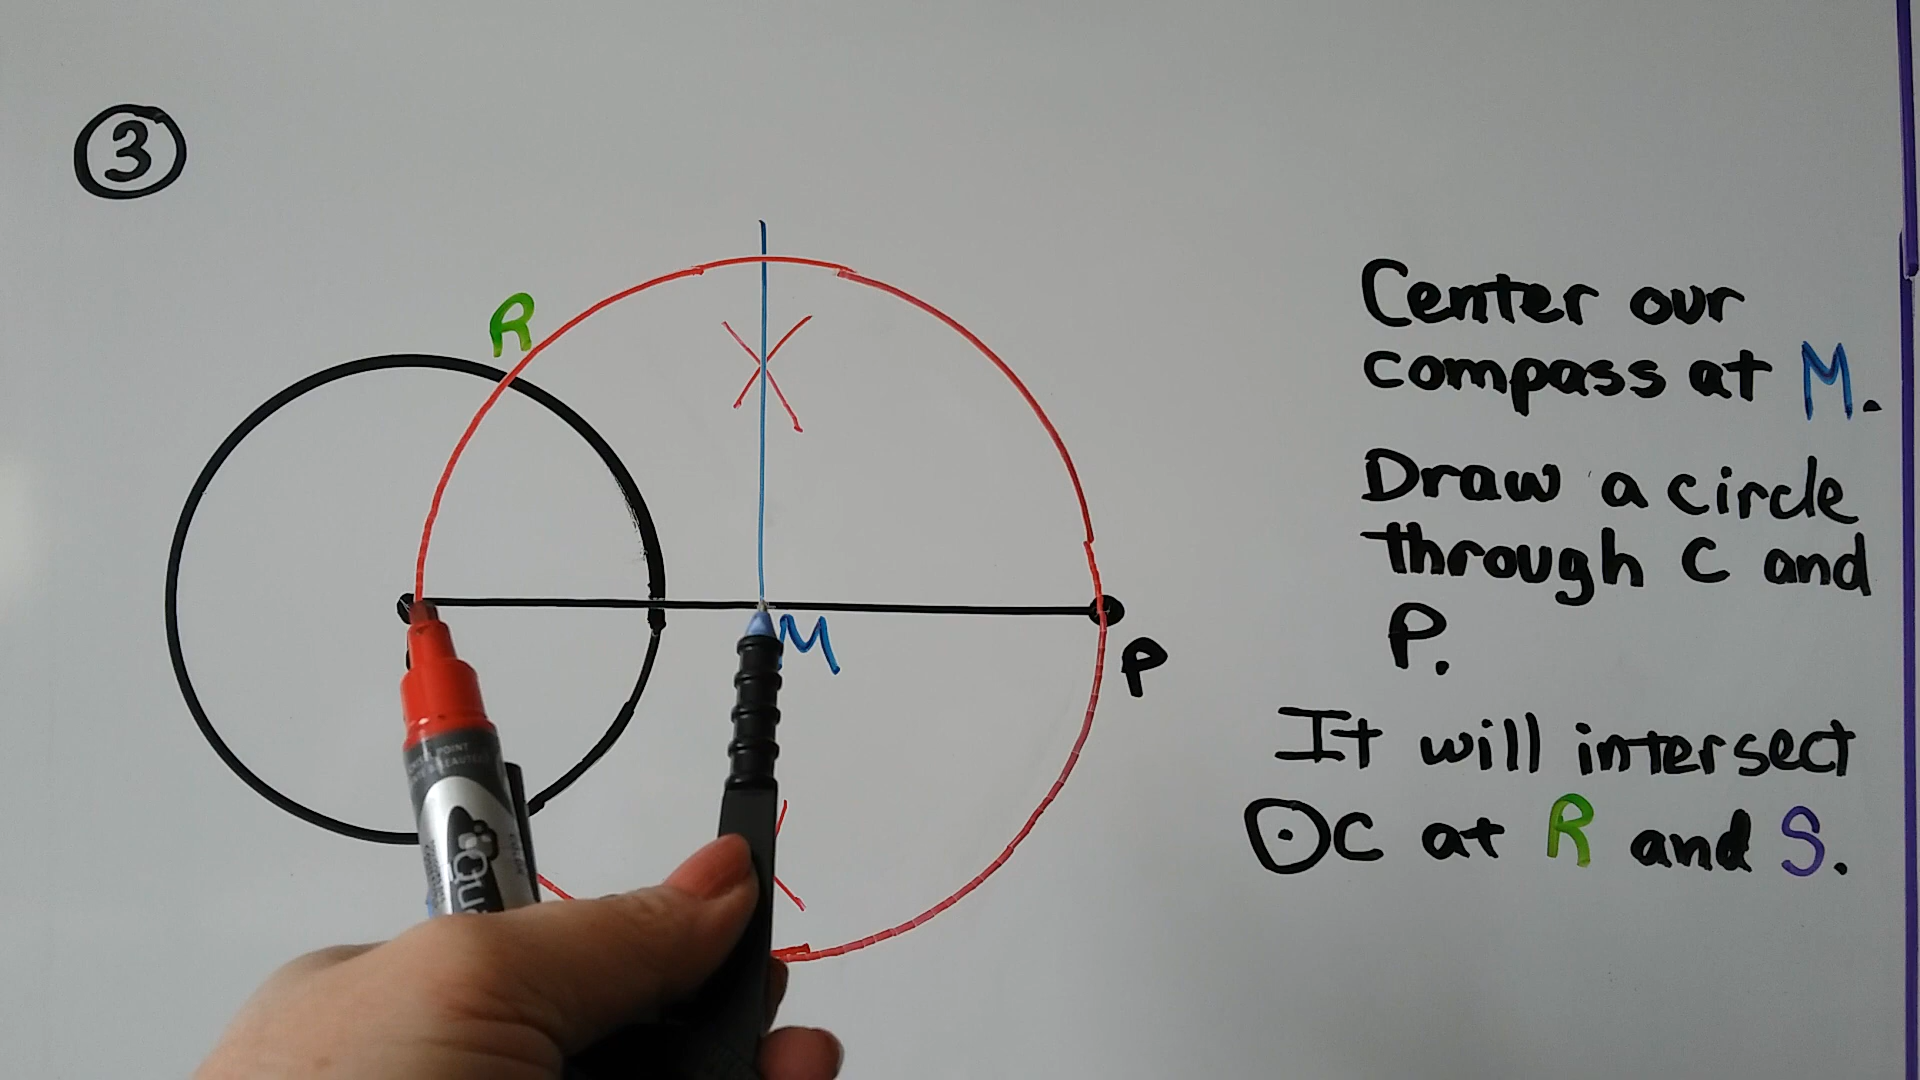 3
R
M
P
Center our
compass at M.
Draw a circle
through C and
P.
It will intersect
⊙C at R and S.